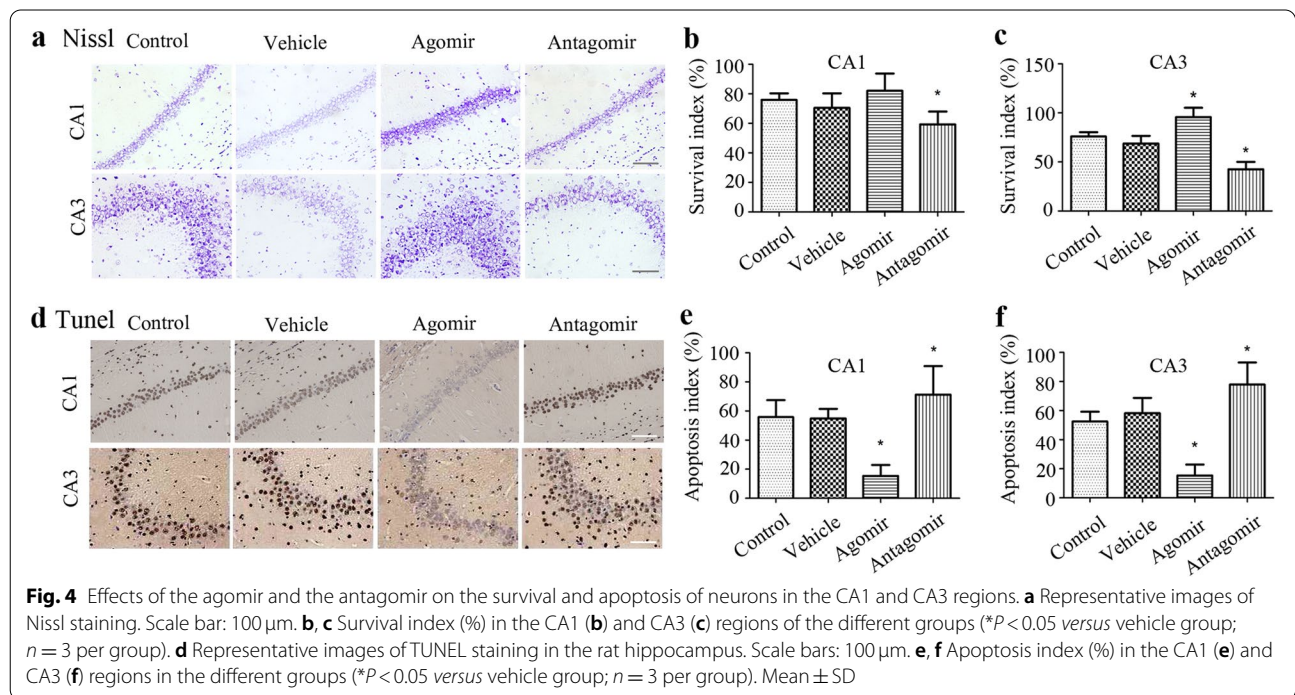 a Nissl Control Vehicle Agomir Antagomir
CA1
CA3
b
CA1
Survival index (%)
100
80
60
40
20
0
*
Control Vehicle Agomir Antagomir
c
CA3
Survival index (%)
150
100
50
0
*
*
Control Vehicle Agomir Antagomir
d Tunel Control Vehicle Agomir Antagomir
CA1
CA3
e
CA1
Apoptosis index (%)
100
80
60
40
20
0
*
*
Control Vehicle Agomir Antagomir
f
CA3
Apoptosis index (%)
100
80
60
40
20
0
*
*
Control Vehicle Agomir Antagomir
Fig. 4 Effects of the agomir and the antagomir on the survival and apoptosis of neurons in the CA1 and CA3 regions. a Representative images of
Nissl staining. Scale bar: 100 μm. b, c Survival index (%) in the CA1 (b) and CA3 (c) regions of the different groups (*P < 0.05 versus vehicle group;
n = 3 per group). d Representative images of TUNEL staining in the rat hippocampus. Scale bars: 100 μm. e, f Apoptosis index (%) in the CA1 (e) and
CA3 (f) regions in the different groups (*P < 0.05 versus vehicle group; n = 3 per group). Mean ± SD